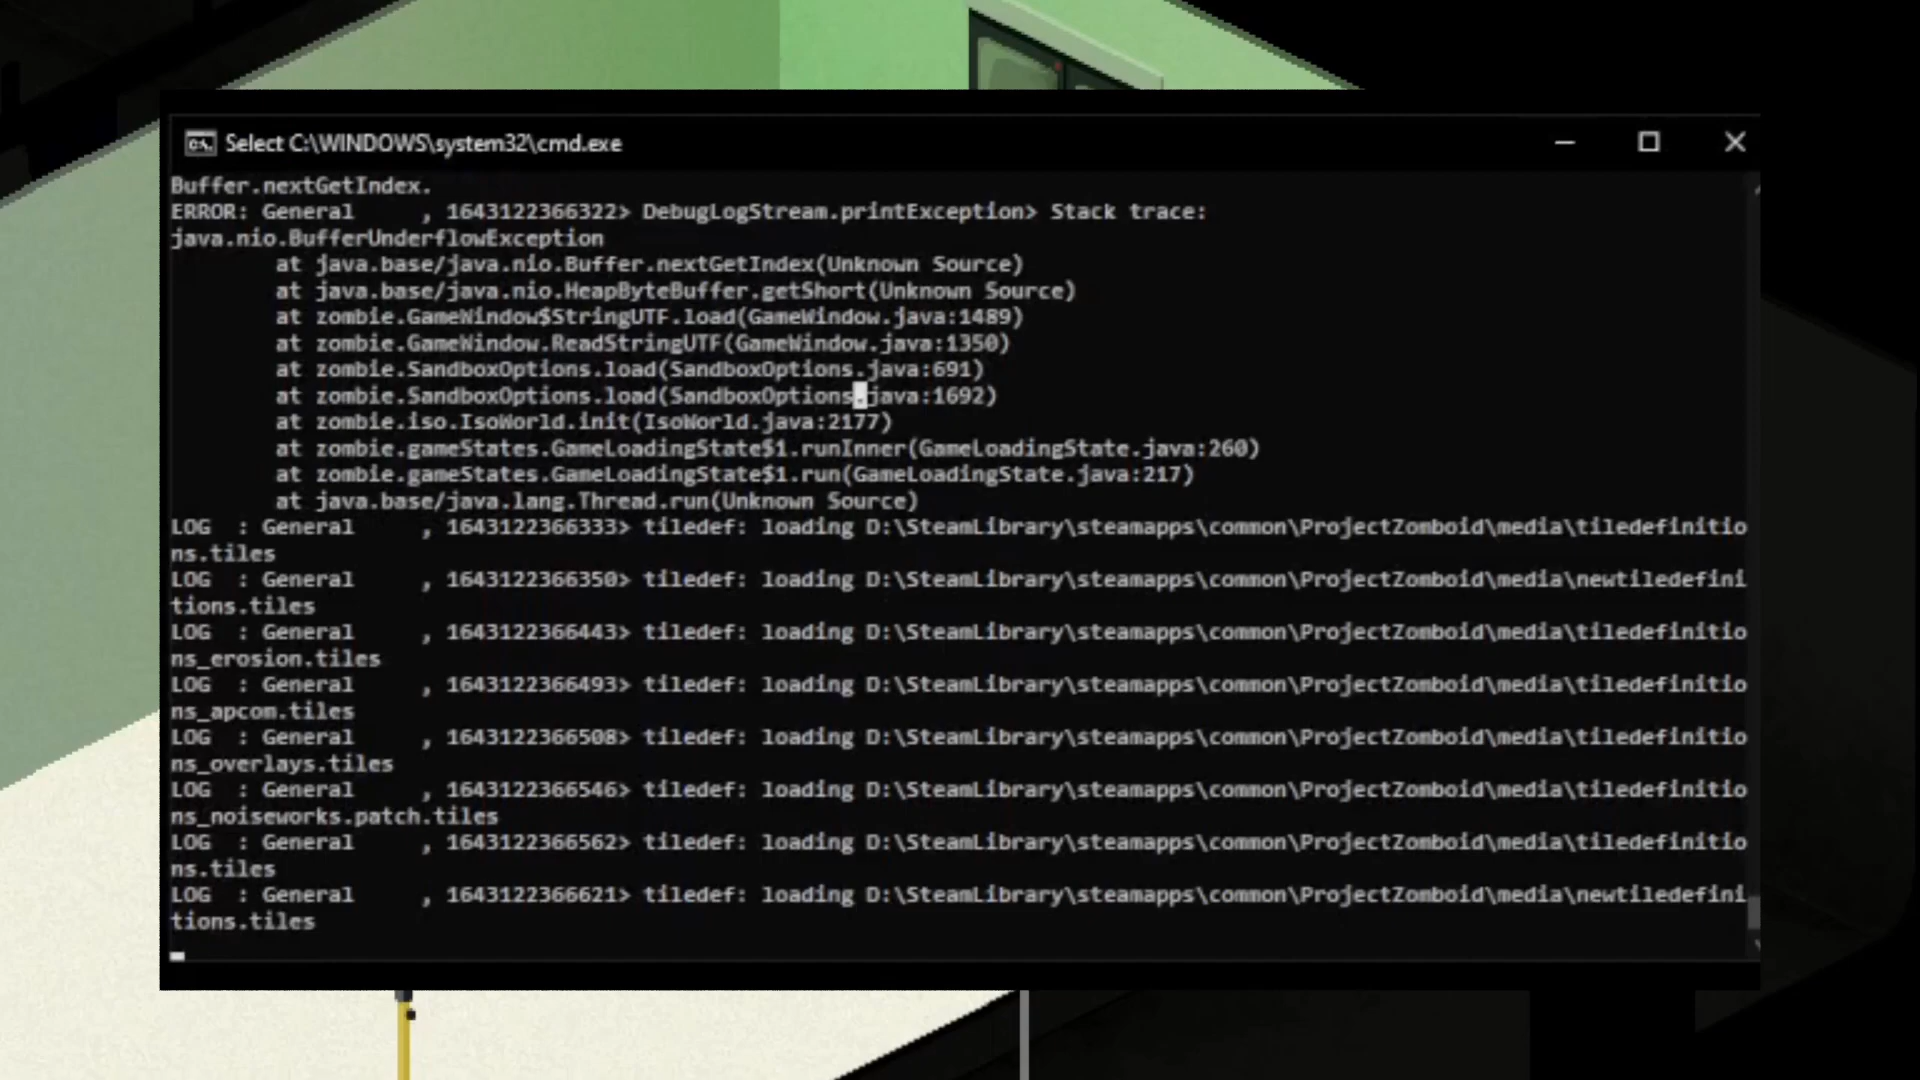 Select C:\WINDOWS\system32\cmd.exe
Buffer.nextGetIndex.
ERROR: General      , 1643122366322> DebugLogStream.printException> Stack trace:
java.nio.BufferUnderflowException
        at java.base/java.nio.Buffer.nextGetIndex(Unknown Source)
        at java.base/java.nio.HeapByteBuffer.getShort(Unknown Source)
        at zombie.GameWindow$StringUTF.load(GameWindow.java:1489)
        at zombie.GameWindow.ReadStringUTF(GameWindow.java:1350)
        at zombie.SandboxOptions.load(SandboxOptions.java:691)
        at zombie.SandboxOptions.load(SandboxOptions.java:1692)
        at zombie.iso.IsoWorld.init(IsoWorld.java:2177)
        at zombie.gameStates.GameLoadingState$1.runInner(GameLoadingState.java:260)
        at zombie.gameStates.GameLoadingState$1.run(GameLoadingState.java:217)
        at java.base/java.lang.Thread.run(Unknown Source)
LOG  : General      , 1643122366333> tiledef: loading D:\SteamLibrary\steamapps\common\ProjectZomboid\media\tiledefinitio
ns.tiles
LOG  : General      , 1643122366350> tiledef: loading D:\SteamLibrary\steamapps\common\ProjectZomboid\media\newtiledefini
tions.tiles
LOG  : General      , 1643122366443> tiledef: loading D:\SteamLibrary\steamapps\common\ProjectZomboid\media\tiledefinitio
ns_erosion.tiles
LOG  : General      , 1643122366493> tiledef: loading D:\SteamLibrary\steamapps\common\ProjectZomboid\media\tiledefinitio
ns_apcom.tiles
LOG  : General      , 1643122366508> tiledef: loading D:\SteamLibrary\steamapps\common\ProjectZomboid\media\tiledefinitio
ns_overlays.tiles
LOG  : General      , 1643122366546> tiledef: loading D:\SteamLibrary\steamapps\common\ProjectZomboid\media\tiledefinitio
ns_noiseworks.patch.tiles
LOG  : General      , 1643122366562> tiledef: loading D:\SteamLibrary\steamapps\common\ProjectZomboid\media\tiledefinitio
ns.tiles
LOG  : General      , 1643122366621> tiledef: loading D:\SteamLibrary\steamapps\common\ProjectZomboid\media\newtiledefini
tions.tiles